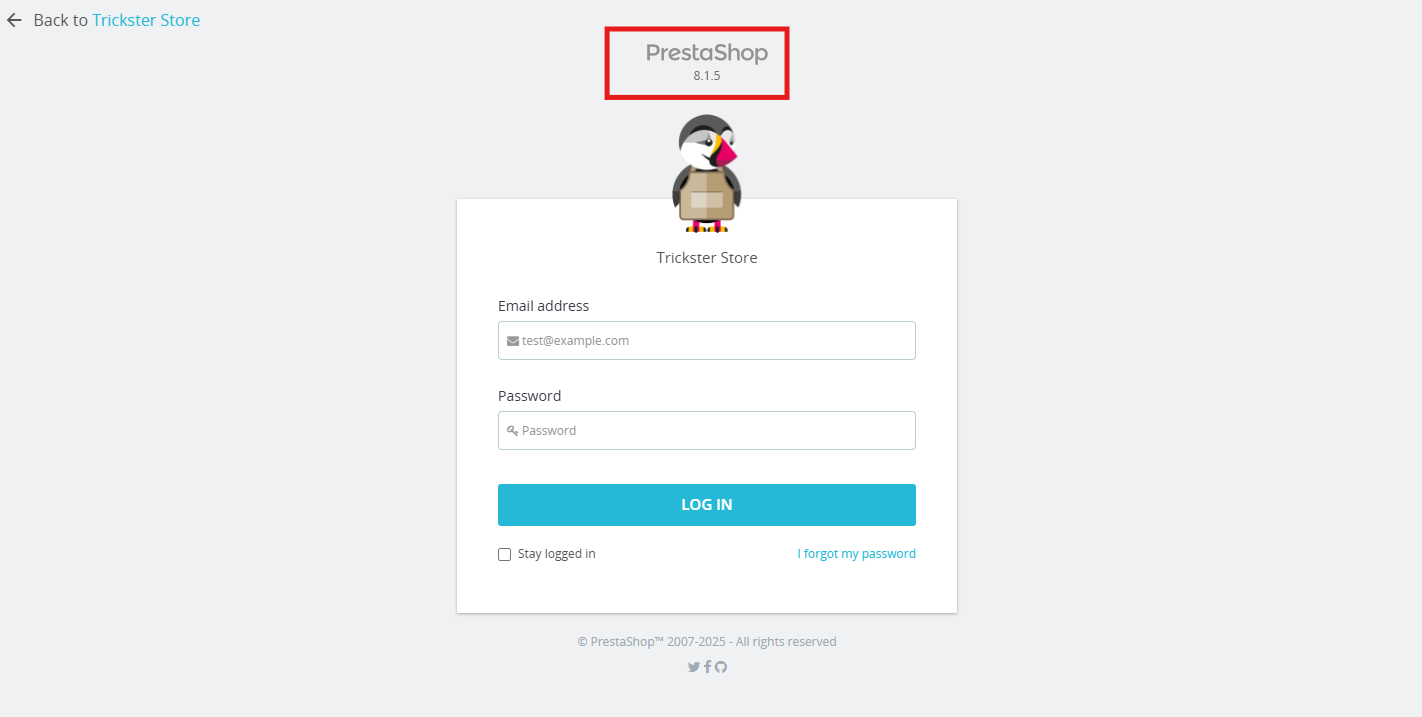 Back to Trickster Store
PrestaShop
8.1.5
Trickster Store
Email address
test@example.com
Password
Password
LOG IN
Stay logged in
I forgot my password
© PrestaShop™ 2007-2025 - All rights reserved